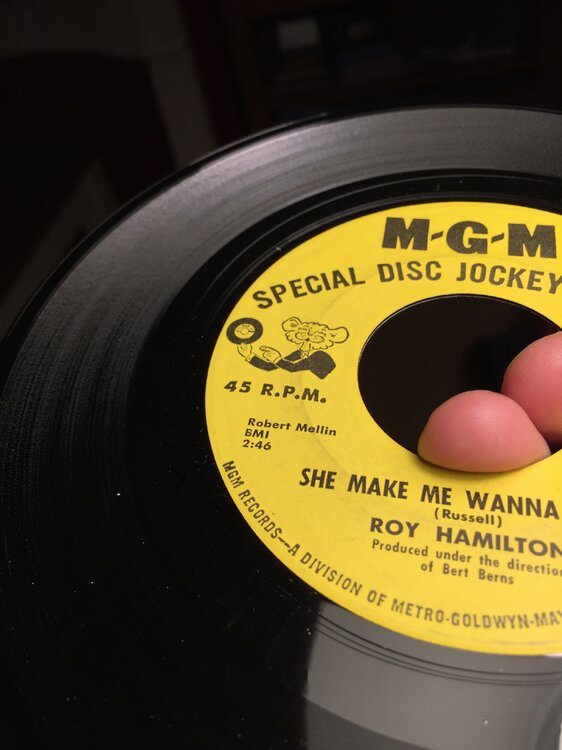 M-G-M
SPECIAL DISC JOCKEY
45 R.P.M.
Robert Mellin
BMI
2:46
SHE MAKE ME WANNA
(Russell)
ROY HAMILTON
Produced under the direction
of Bert Berns
MGM RECORDS—A DIVISION OF METRO-GOLDWYN-MAY